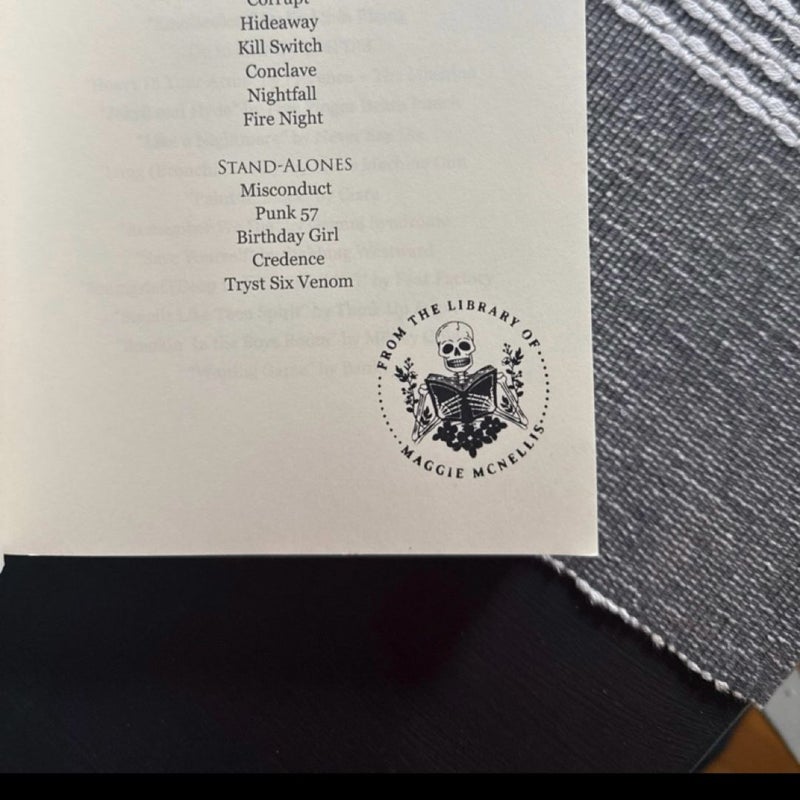 Corrupt
Hideaway
Kill Switch
Conclave
Nightfall
Fire Night
STAND-ALONES
Misconduct
Punk 57
Birthday Girl
Credence
Tryst Six Venom
FROM THE LIBRARY OF
MAGGIE MCNELLIS